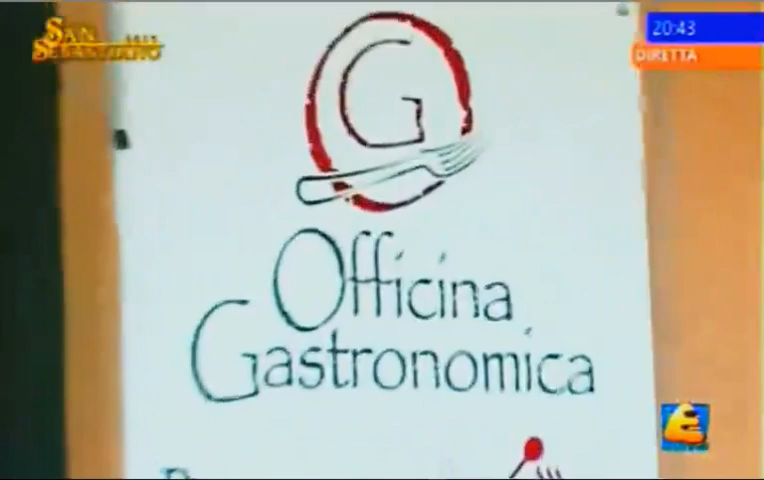 SAN
SEBASTIANO
20:43
DIRETTA
G
Officina
Gastronomica
E